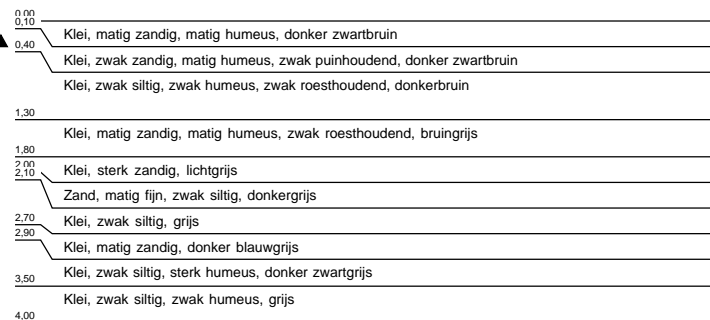 0,00
0,10
Klei, matig zandig, matig humeus, donker zwartbruin
0,40
Klei, zwak zandig, matig humeus, zwak puinhoudend, donker zwartbruin
Klei, zwak siltig, zwak humeus, zwak roesthoudend, donkerbruin
1,30
Klei, matig zandig, matig humeus, zwak roesthoudend, bruingrijs
1,80
2,00
Klei, sterk zandig, lichtgrijs
2,10
Zand, matig fijn, zwak siltig, donkergrijs
2,70
Klei, zwak siltig, grijs
2,90
Klei, matig zandig, donker blauwgrijs
Klei, zwak siltig, sterk humeus, donker zwartgrijs
3,50
Klei, zwak siltig, zwak humeus, grijs
4,00